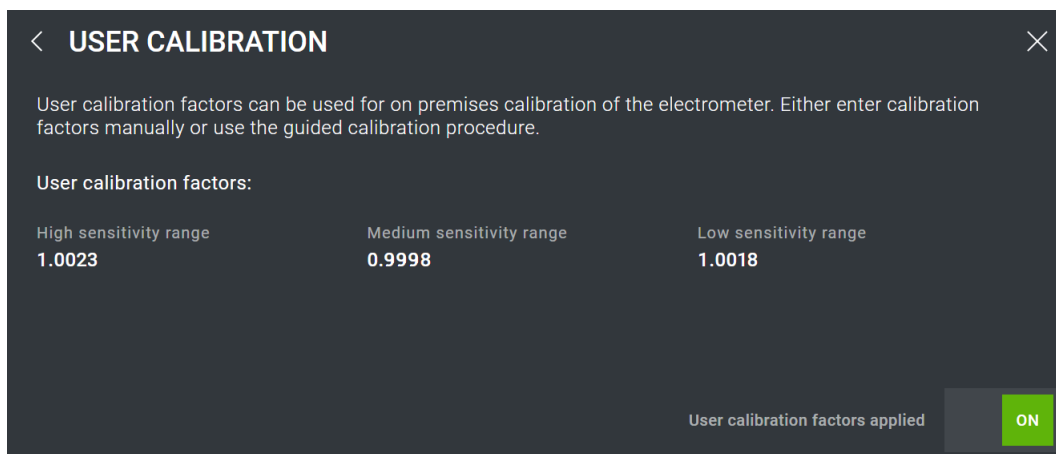 USER CALIBRATION
User calibration factors can be used for on premises calibration of the electrometer. Either enter calibration
factors manually or use the guided calibration procedure.
User calibration factors:
High sensitivity range
1.0023
Medium sensitivity range
0.9998
Low sensitivity range
1.0018
User calibration factors applied
ON